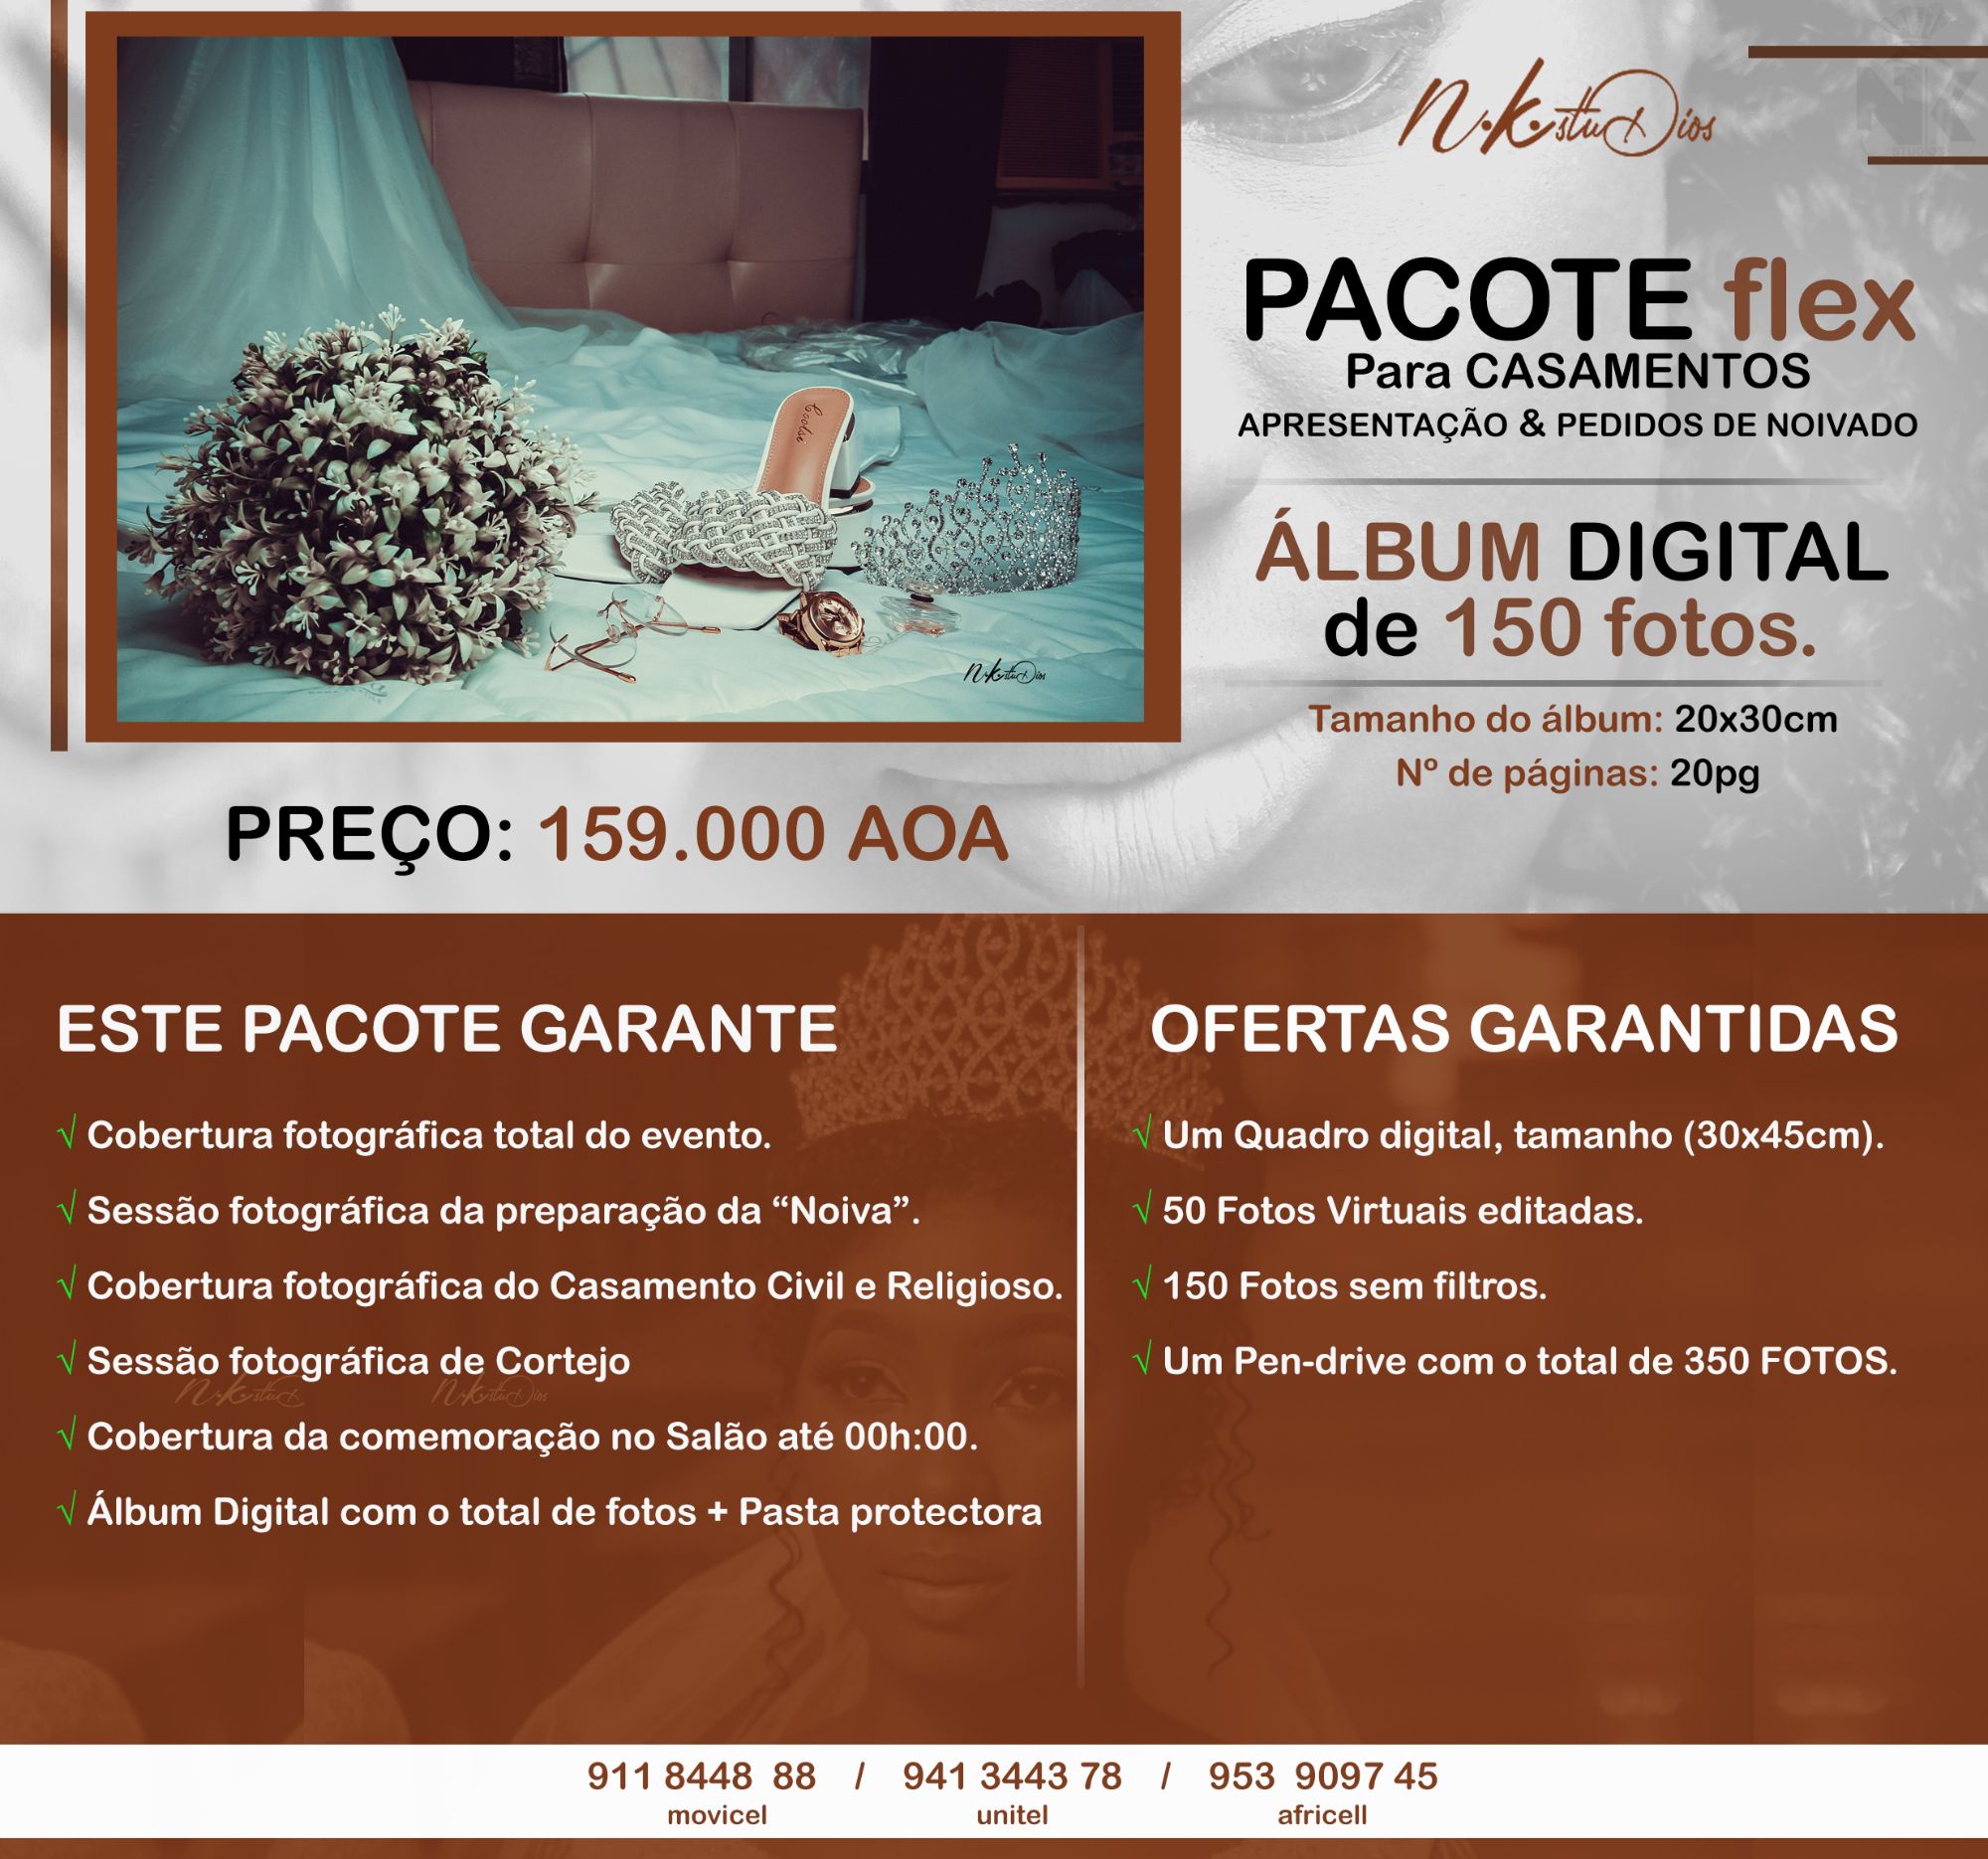 N.K.stuDios
PACOTE flex
Para CASAMENTOS
APRESENTAÇÃO & PEDIDOS DE NOIVADO
ÁLBUM DIGITAL
de 150 fotos.
Tamanho do álbum: 20x30cm
Nº de páginas: 20pg
N.K.stuDios
PREÇO: 159.000 AOA
ESTE PACOTE GARANTE
√ Cobertura fotográfica total do evento.
√ Sessão fotográfica da preparação da “Noiva”.
√ Cobertura fotográfica do Casamento Civil e Religioso.
√ Sessão fotográfica de Cortejo
N.K.stuD
N.K.stuDios
√ Cobertura da comemoração no Salão até 00h:00.
√ Álbum Digital com o total de fotos + Pasta protectora
OFERTAS GARANTIDAS
√ Um Quadro digital, tamanho (30x45cm).
√ 50 Fotos Virtuais editadas.
√ 150 Fotos sem filtros.
√ Um Pen-drive com o total de 350 FOTOS.
911 8448 88 / 941 3443 78 / 953 9097 45
movicel unitel africell